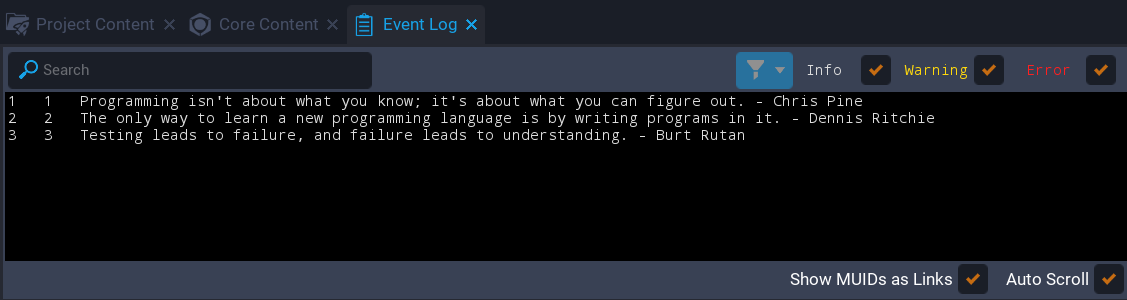 Project Content Core Content Event Log
Search Info Warning Error
1 1 Programming isn't about what you know; it's about what you can figure out. - Chris Pine
2 2 The only way to learn a new programming language is by writing programs in it. - Dennis Ritchie
3 3 Testing leads to failure, and failure leads to understanding. - Burt Rutan
Show MUIDs as Links Auto Scroll